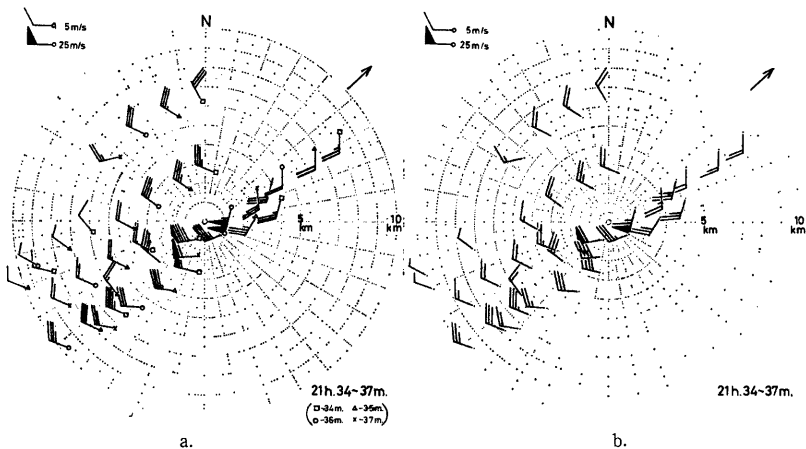 5m/s
25m/s
N
5
km
10
km
21h.34~37m.
(□-34m. ▲-35m.
○-36m. ×-37m.)
a.
5m/s
25m/s
N
5
km
10
km
21h.34~37m.
b.